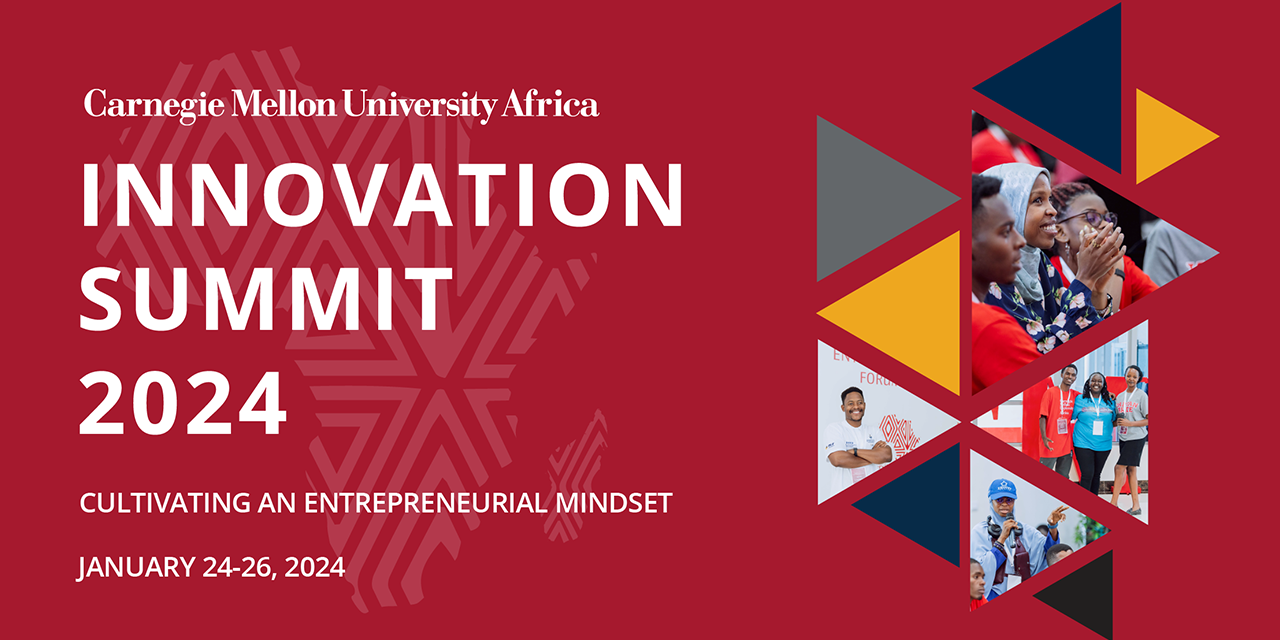 Carnegie Mellon University Africa
INNOVATION
SUMMIT
2024
CULTIVATING AN ENTREPRENEURIAL MINDSET
JANUARY 24-26, 2024